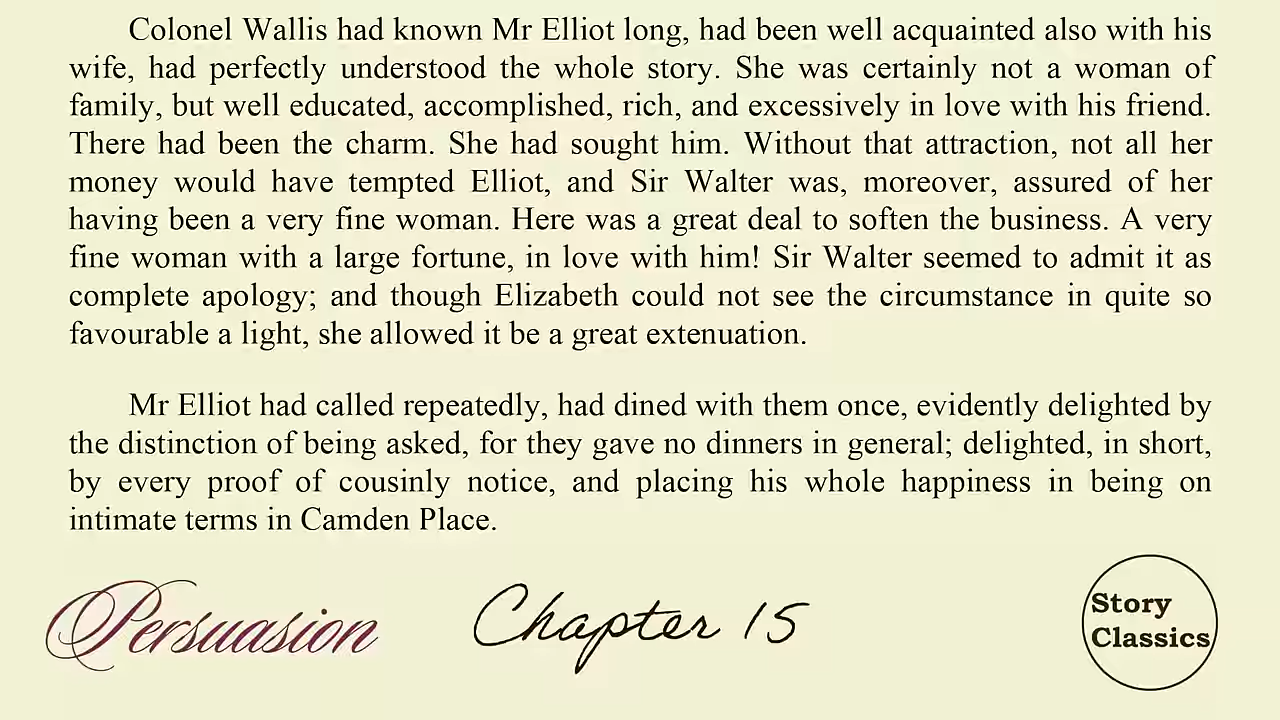 Colonel Wallis had known Mr Elliot long, had been well acquainted also with his
wife, had perfectly understood the whole story. She was certainly not a woman of
family, but well educated, accomplished, rich, and excessively in love with his friend.
There had been the charm. She had sought him. Without that attraction, not all her
money would have tempted Elliot, and Sir Walter was, moreover, assured of her
having been a very fine woman. Here was a great deal to soften the business. A very
fine woman with a large fortune, in love with him! Sir Walter seemed to admit it as
complete apology; and though Elizabeth could not see the circumstance in quite so
favourable a light, she allowed it be a great extenuation.
Mr Elliot had called repeatedly, had dined with them once, evidently delighted by
the distinction of being asked, for they gave no dinners in general; delighted, in short,
by every proof of cousinly notice, and placing his whole happiness in being on
intimate terms in Camden Place.
Persuasion
Chapter 15
Story
Classics